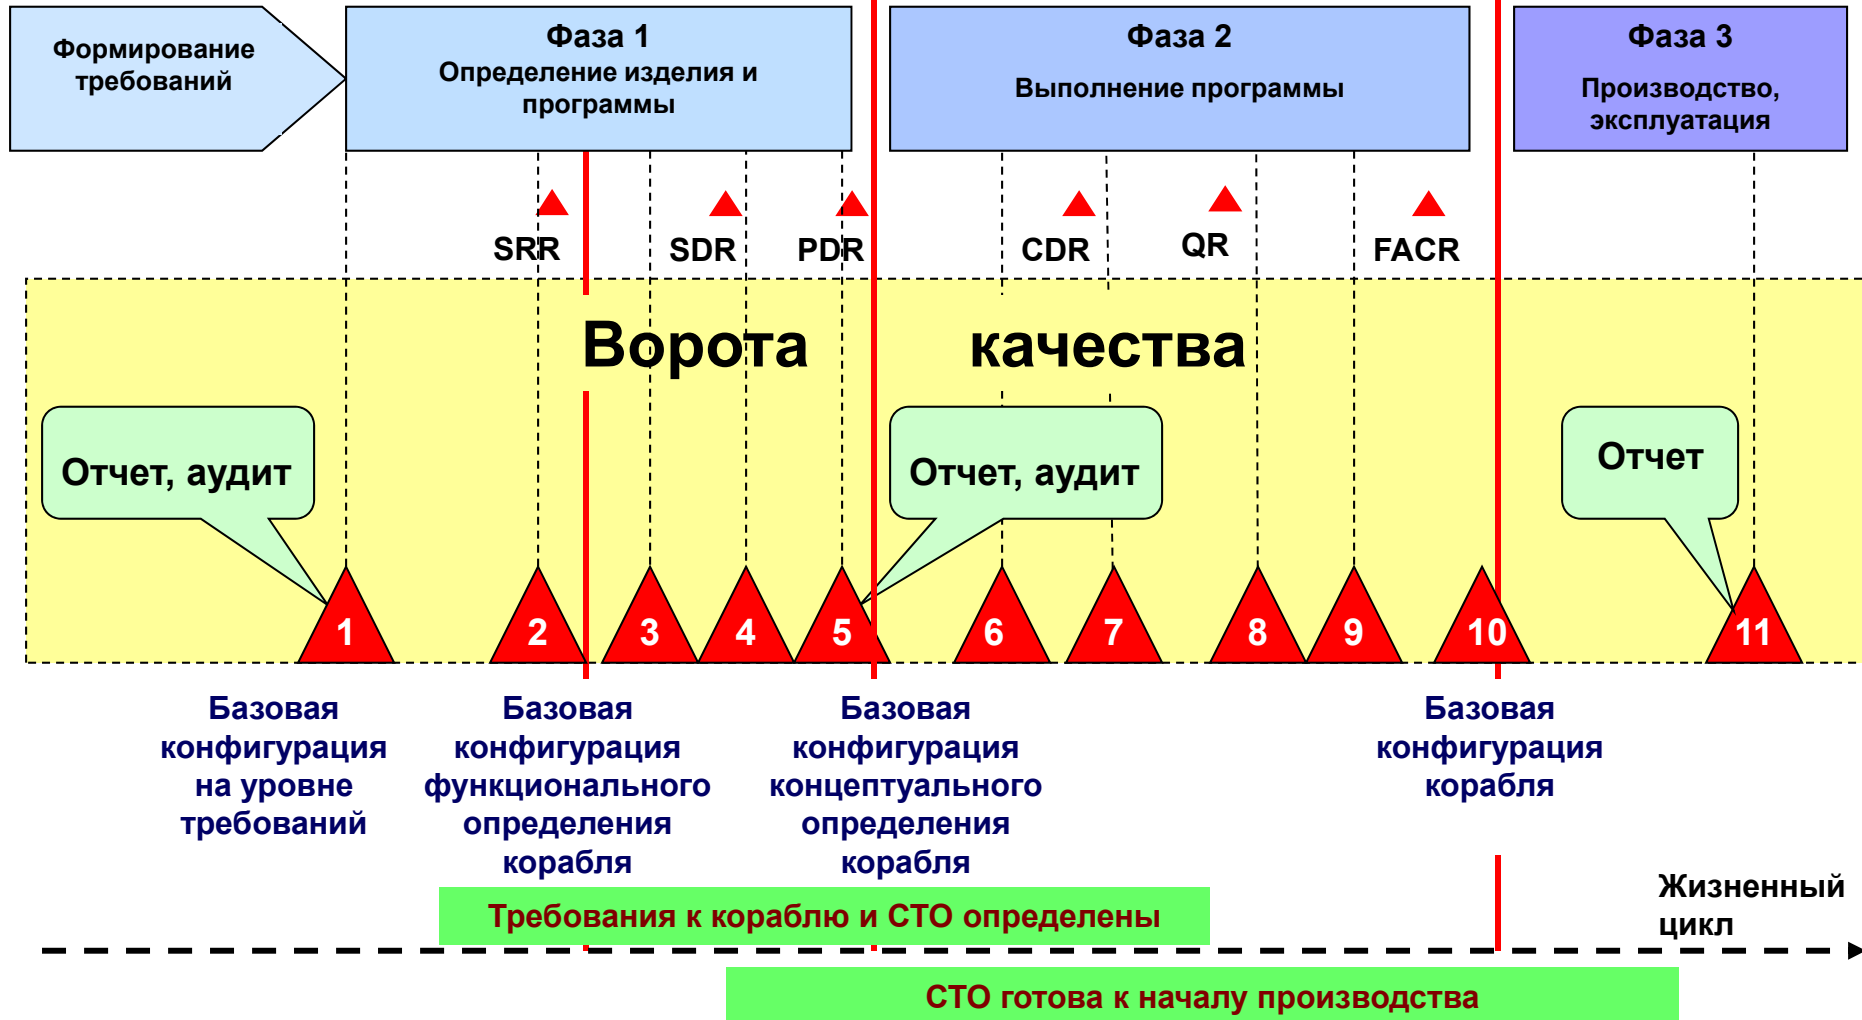 Формирование
требований
Фаза 1
Определение изделия и
программы
Фаза 2
Выполнение программы
Фаза 3
Производство,
эксплуатация
SRR
SDR
PDR
CDR
QR
FACR
Ворота качества
Отчет, аудит
Отчет, аудит
Отчет
1
2
3
4
5
6
7
8
9
10
11
Базовая
конфигурация
на уровне
требований
Базовая
конфигурация
функционального
определения
корабля
Базовая
конфигурация
концептуального
определения
корабля
Базовая
конфигурация
корабля
Жизненный
цикл
Требования к кораблю и СТО определены
СТО готова к началу производства